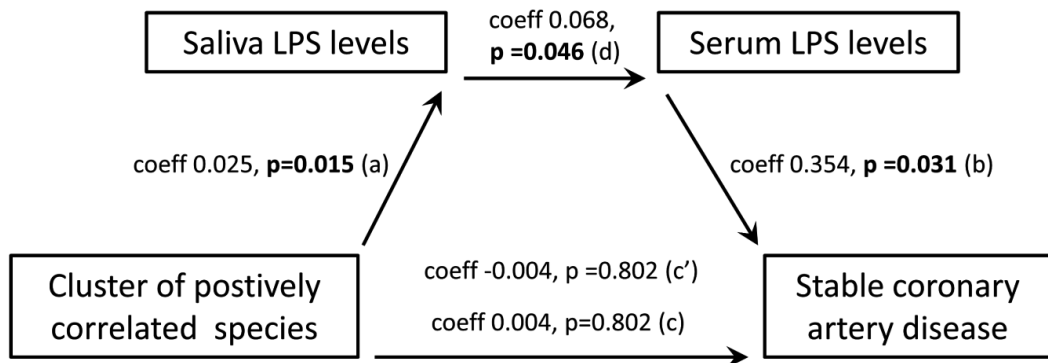 coeff 0.068,
p =0.046 (d)
Saliva LPS levels
Serum LPS levels
coeff 0.025, p=0.015 (a)
coeff 0.354, p =0.031 (b)
Cluster of postively
correlated species
coeff -0.004, p =0.802 (c’)
coeff 0.004, p=0.802 (c)
Stable coronary
artery disease